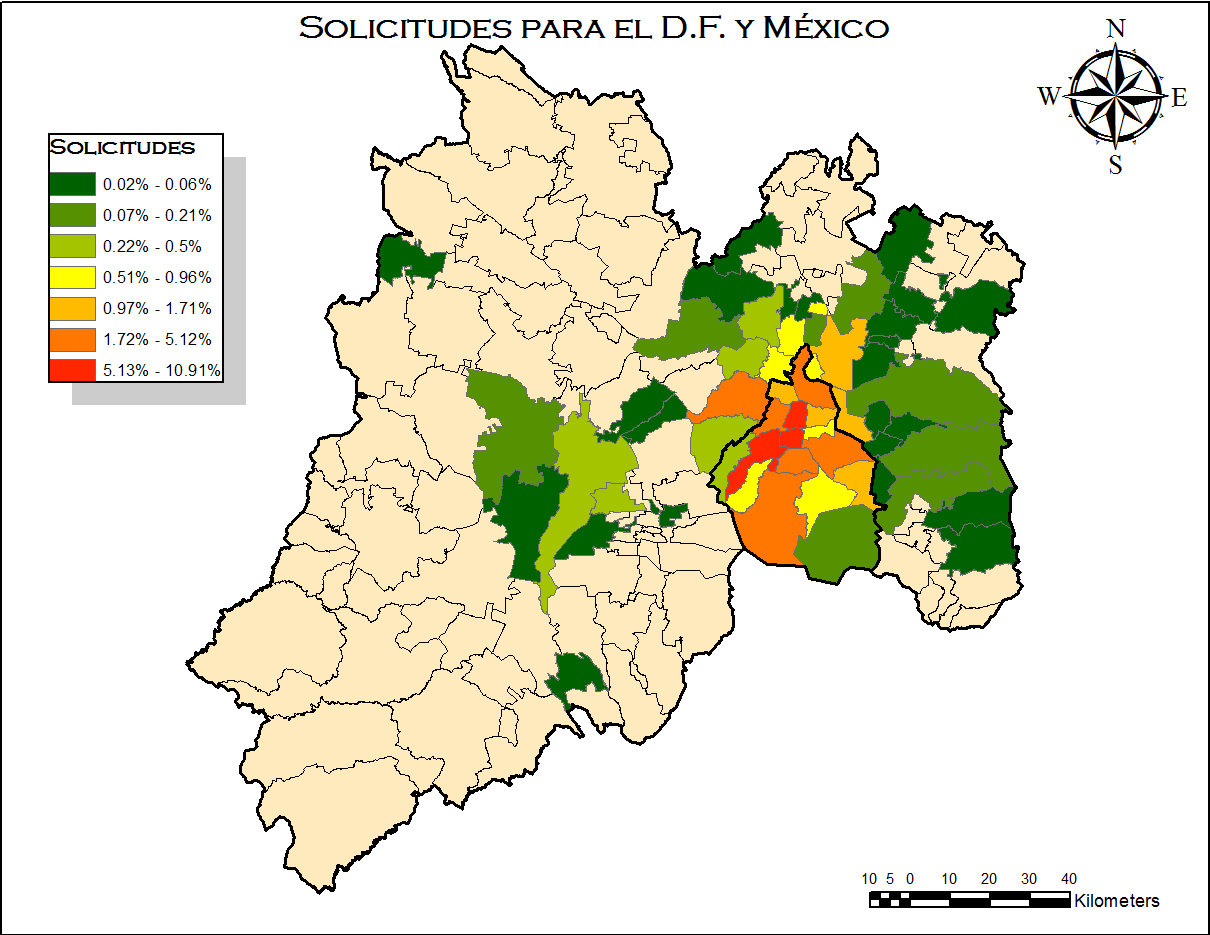 Solicitudes para el D.F. y México
N
W E
S
Solicitudes
0.02% - 0.06%
0.07% - 0.21%
0.22% - 0.5%
0.51% - 0.96%
0.97% - 1.71%
1.72% - 5.12%
5.13% - 10.91%
10 5 0 10 20 30 40
Kilometers